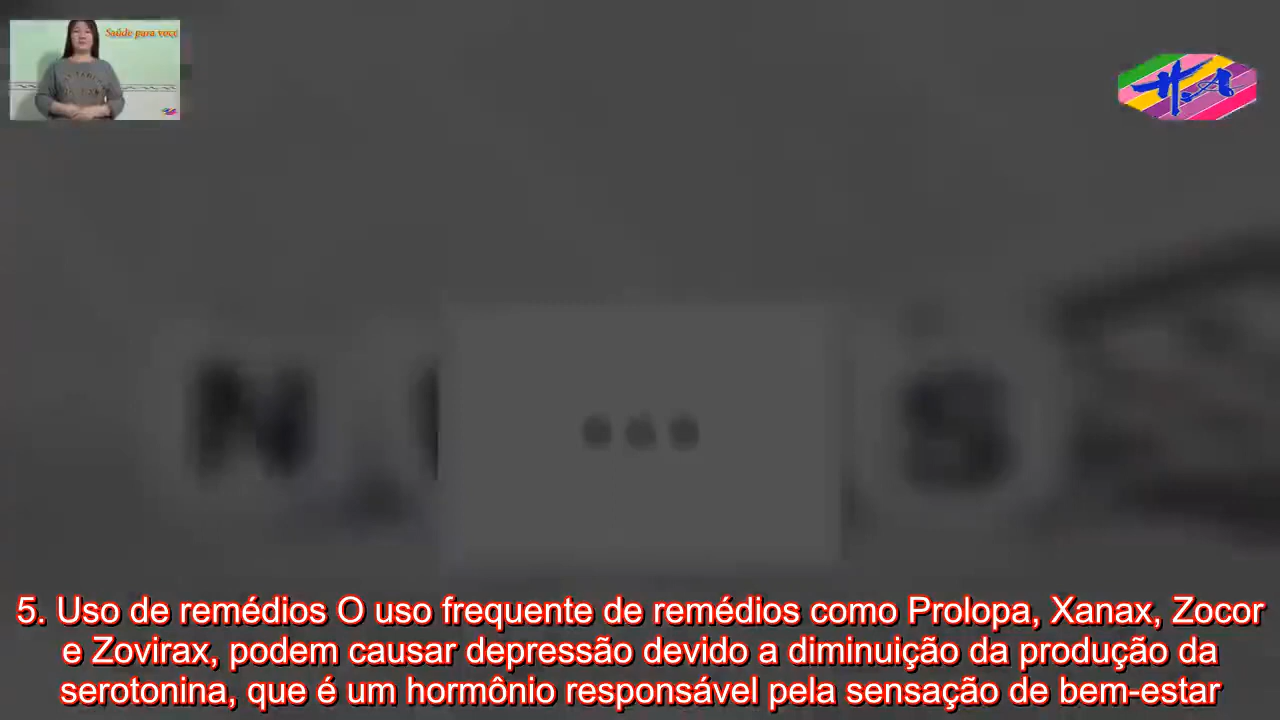 Saúde para você
H.A
N
S
5. Uso de remédios O uso frequente de remédios como Prolopa, Xanax, Zocor
e Zovirax, podem causar depressão devido a diminuição da produção da
serotonina, que é um hormônio responsável pela sensação de bem-estar